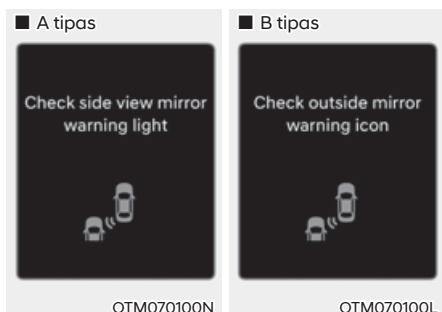 ■ A tipas
Check side view mirror
warning light
OTM070100N
■ B tipas
Check outside mirror
warning icon
OTM070100L